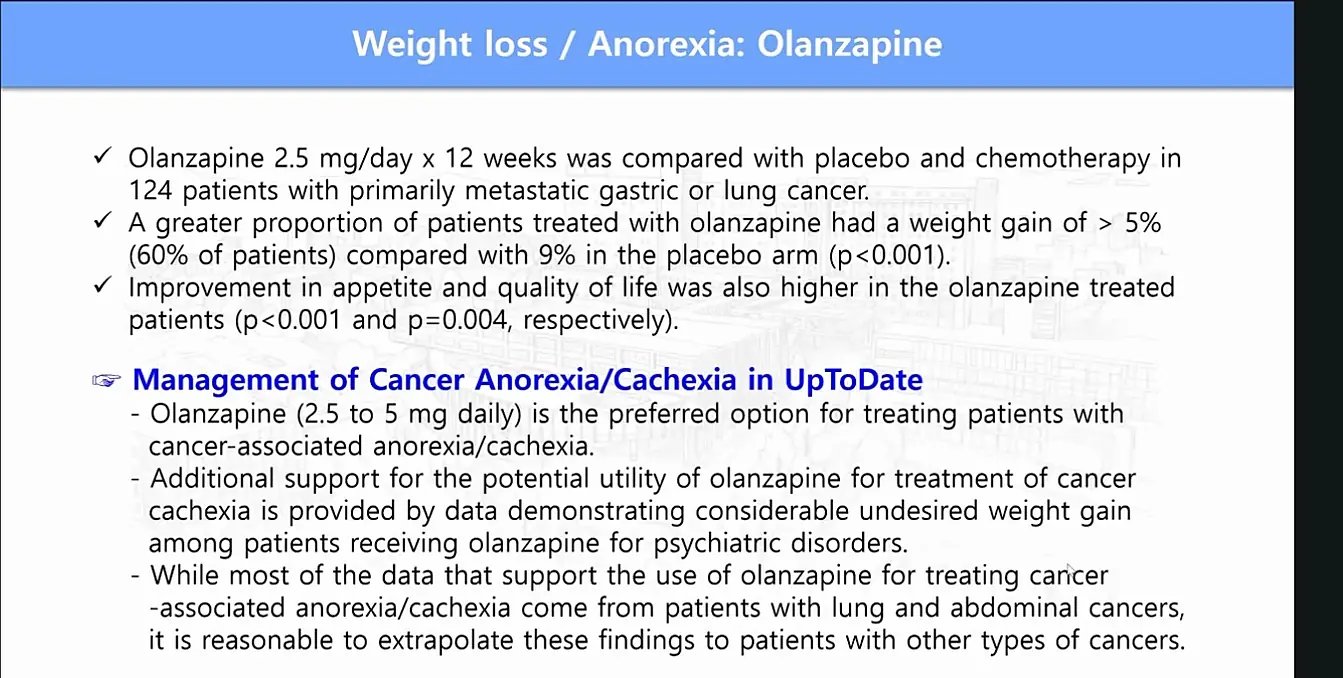 Weight loss / Anorexia: Olanzapine
✓ Olanzapine 2.5 mg/day x 12 weeks was compared with placebo and chemotherapy in
124 patients with primarily metastatic gastric or lung cancer.
✓ A greater proportion of patients treated with olanzapine had a weight gain of > 5%
(60% of patients) compared with 9% in the placebo arm (p<0.001).
✓ Improvement in appetite and quality of life was also higher in the olanzapine treated
patients (p<0.001 and p=0.004, respectively).
☞ Management of Cancer Anorexia/Cachexia in UpToDate
- Olanzapine (2.5 to 5 mg daily) is the preferred option for treating patients with
cancer-associated anorexia/cachexia.
- Additional support for the potential utility of olanzapine for treatment of cancer
cachexia is provided by data demonstrating considerable undesired weight gain
among patients receiving olanzapine for psychiatric disorders.
- While most of the data that support the use of olanzapine for treating cancer
-associated anorexia/cachexia come from patients with lung and abdominal cancers,
it is reasonable to extrapolate these findings to patients with other types of cancers.